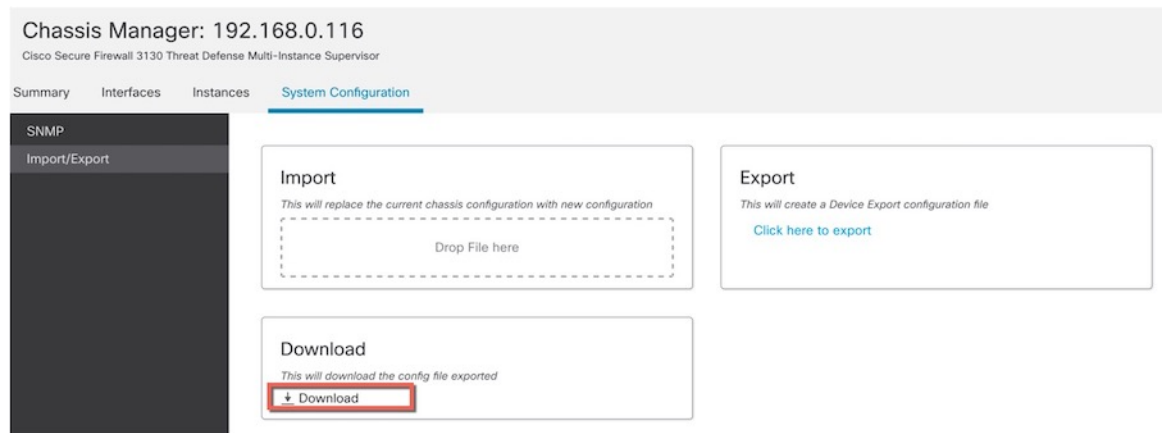 Chassis Manager: 192.168.0.116
Cisco Secure Firewall 3130 Threat Defense Multi-Instance Supervisor
Summary Interfaces Instances System Configuration
SNMP
Import/Export
Import
This will replace the current chassis configuration with new configuration
Drop File here
Export
This will create a Device Export configuration file
Click here to export
Download
This will download the config file exported
Download